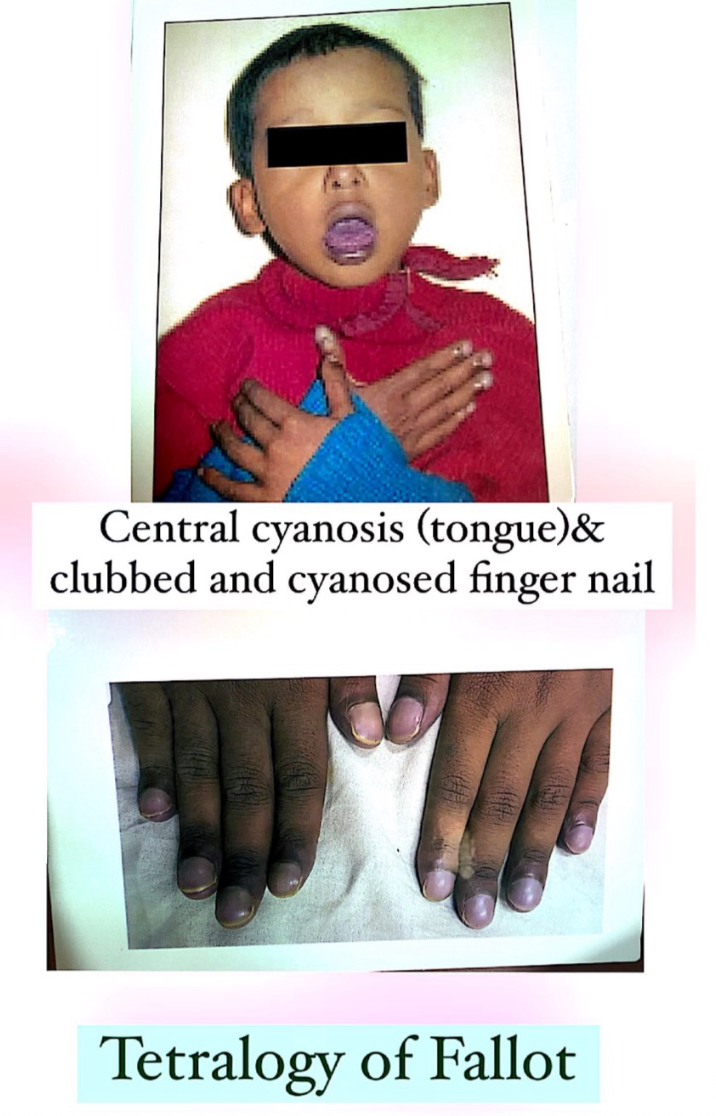 Central cyanosis (tongue)&
clubbed and cyanosed finger nail
Tetralogy of Fallot